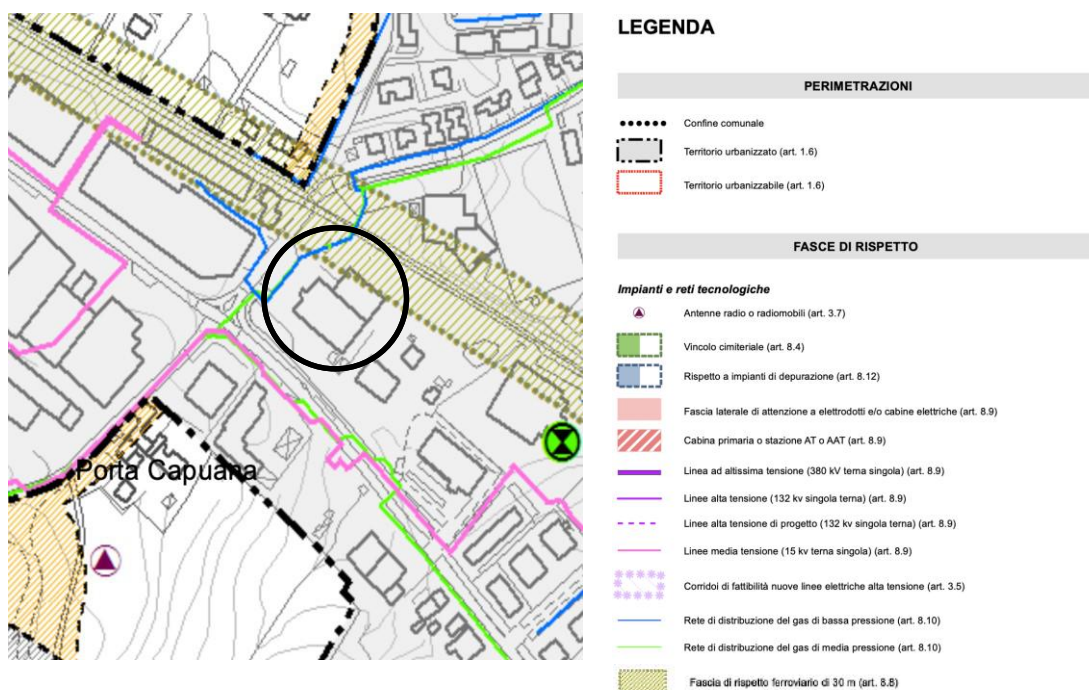 Porta Capuana
LEGENDA
PERIMETRAZIONI
Confine comunale
Territorio urbanizzato (art. 1.6)
Territorio urbanizzabile (art. 1.6)
FASCE DI RISPETTO
Impianti e reti tecnologiche
Antenne radio o radiomobili (art. 3.7)
Vincolo cimiteriale (art. 8.4)
Rispetto a impianti di depurazione (art. 8.12)
Fascia laterale di attenzione a elettrodotti e/o cabine elettriche (art. 8.9)
Cabina primaria o stazione AT o AAT (art. 8.9)
Linea ad altissima tensione (380 kV terna singola) (art. 8.9)
Linee alta tensione (132 kv singola terna) (art. 8.9)
Linee alta tensione di progetto (132 kv singola terna) (art. 8.9)
Linee media tensione (15 kv terna singola) (art. 8.9)
Corridoi di fattibilità nuove linee elettriche alta tensione (art. 3.5)
Rete di distribuzione del gas di bassa pressione (art. 8.10)
Rete di distribuzione del gas di media pressione (art. 8.10)
Fascia di rispetto ferroviario di 30 m (art. 8.8)